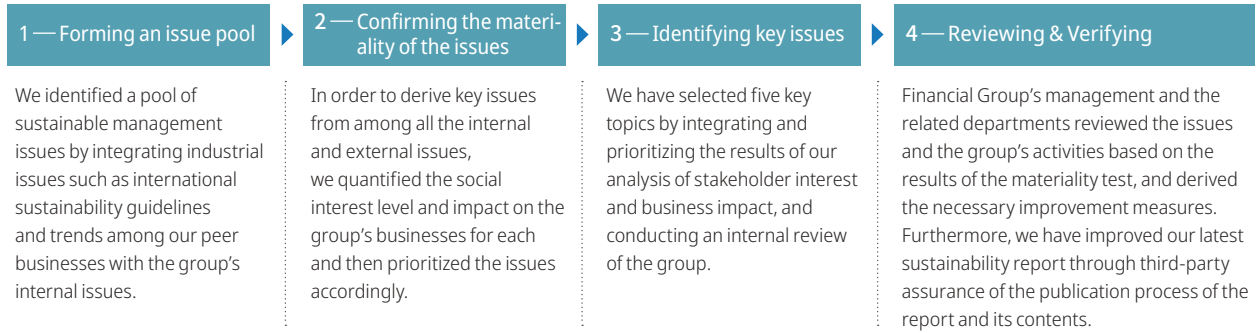 1 — Forming an issue pool
We identified a pool of
sustainable management
issues by integrating industrial
issues such as international
sustainability guidelines
and trends among our peer
businesses with the group's
internal issues.
2 — Confirming the materi-
ality of the issues
In order to derive key issues
from among all the internal
and external issues,
we quantified the social
interest level and impact on the
group's businesses for each
and then prioritized the issues
accordingly.
3 — Identifying key issues
We have selected five key
topics by integrating and
prioritizing the results of our
analysis of stakeholder interest
and business impact, and
conducting an internal review
of the group.
4 — Reviewing & Verifying
Financial Group's management and the
related departments reviewed the issues
and the group's activities based on the
results of the materiality test, and derived
the necessary improvement measures.
Furthermore, we have improved our latest
sustainability report through third-party
assurance of the publication process of the
report and its contents.